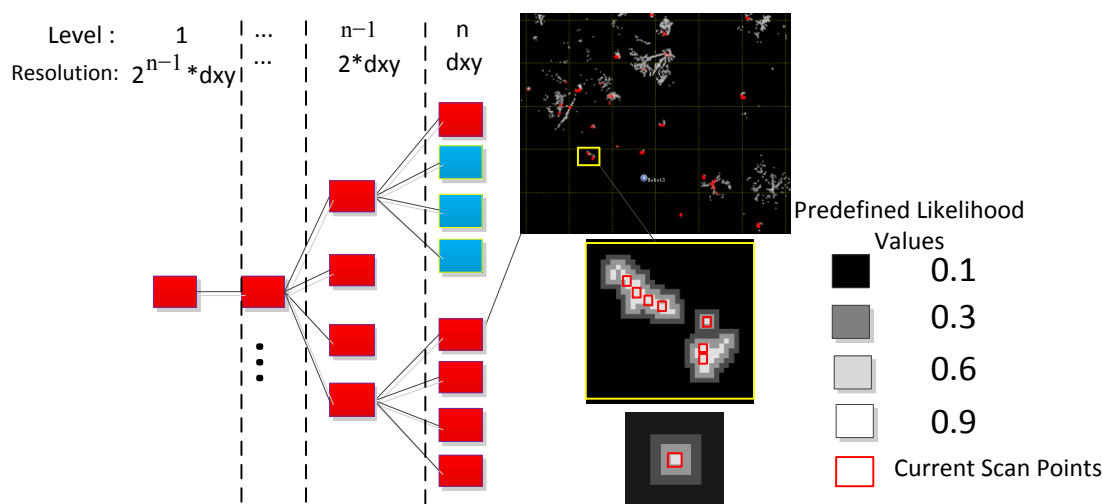 Level : 1 ... n−1 n
Resolution: 2^n−1 *dxy ... 2*dxy dxy
Robot3
Predefined Likelihood
Values
0.1
0.3
0.6
0.9
Current Scan Points